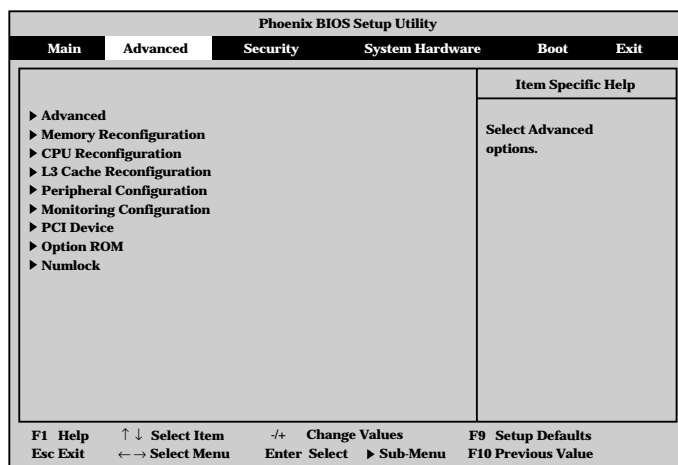 Phoenix BIOS Setup Utility
Main Advanced Security System Hardware Boot Exit
Item Specific Help
Select Advanced
options.
▶ Advanced
▶ Memory Reconfiguration
▶ CPU Reconfiguration
▶ L3 Cache Reconfiguration
▶ Peripheral Configuration
▶ Monitoring Configuration
▶ PCI Device
▶ Option ROM
▶ Numlock
F1 Help ↑↓ Select Item -/+ Change Values F9 Setup Defaults
Esc Exit ←→ Select Menu Enter Select ▶ Sub-Menu F10 Previous Value